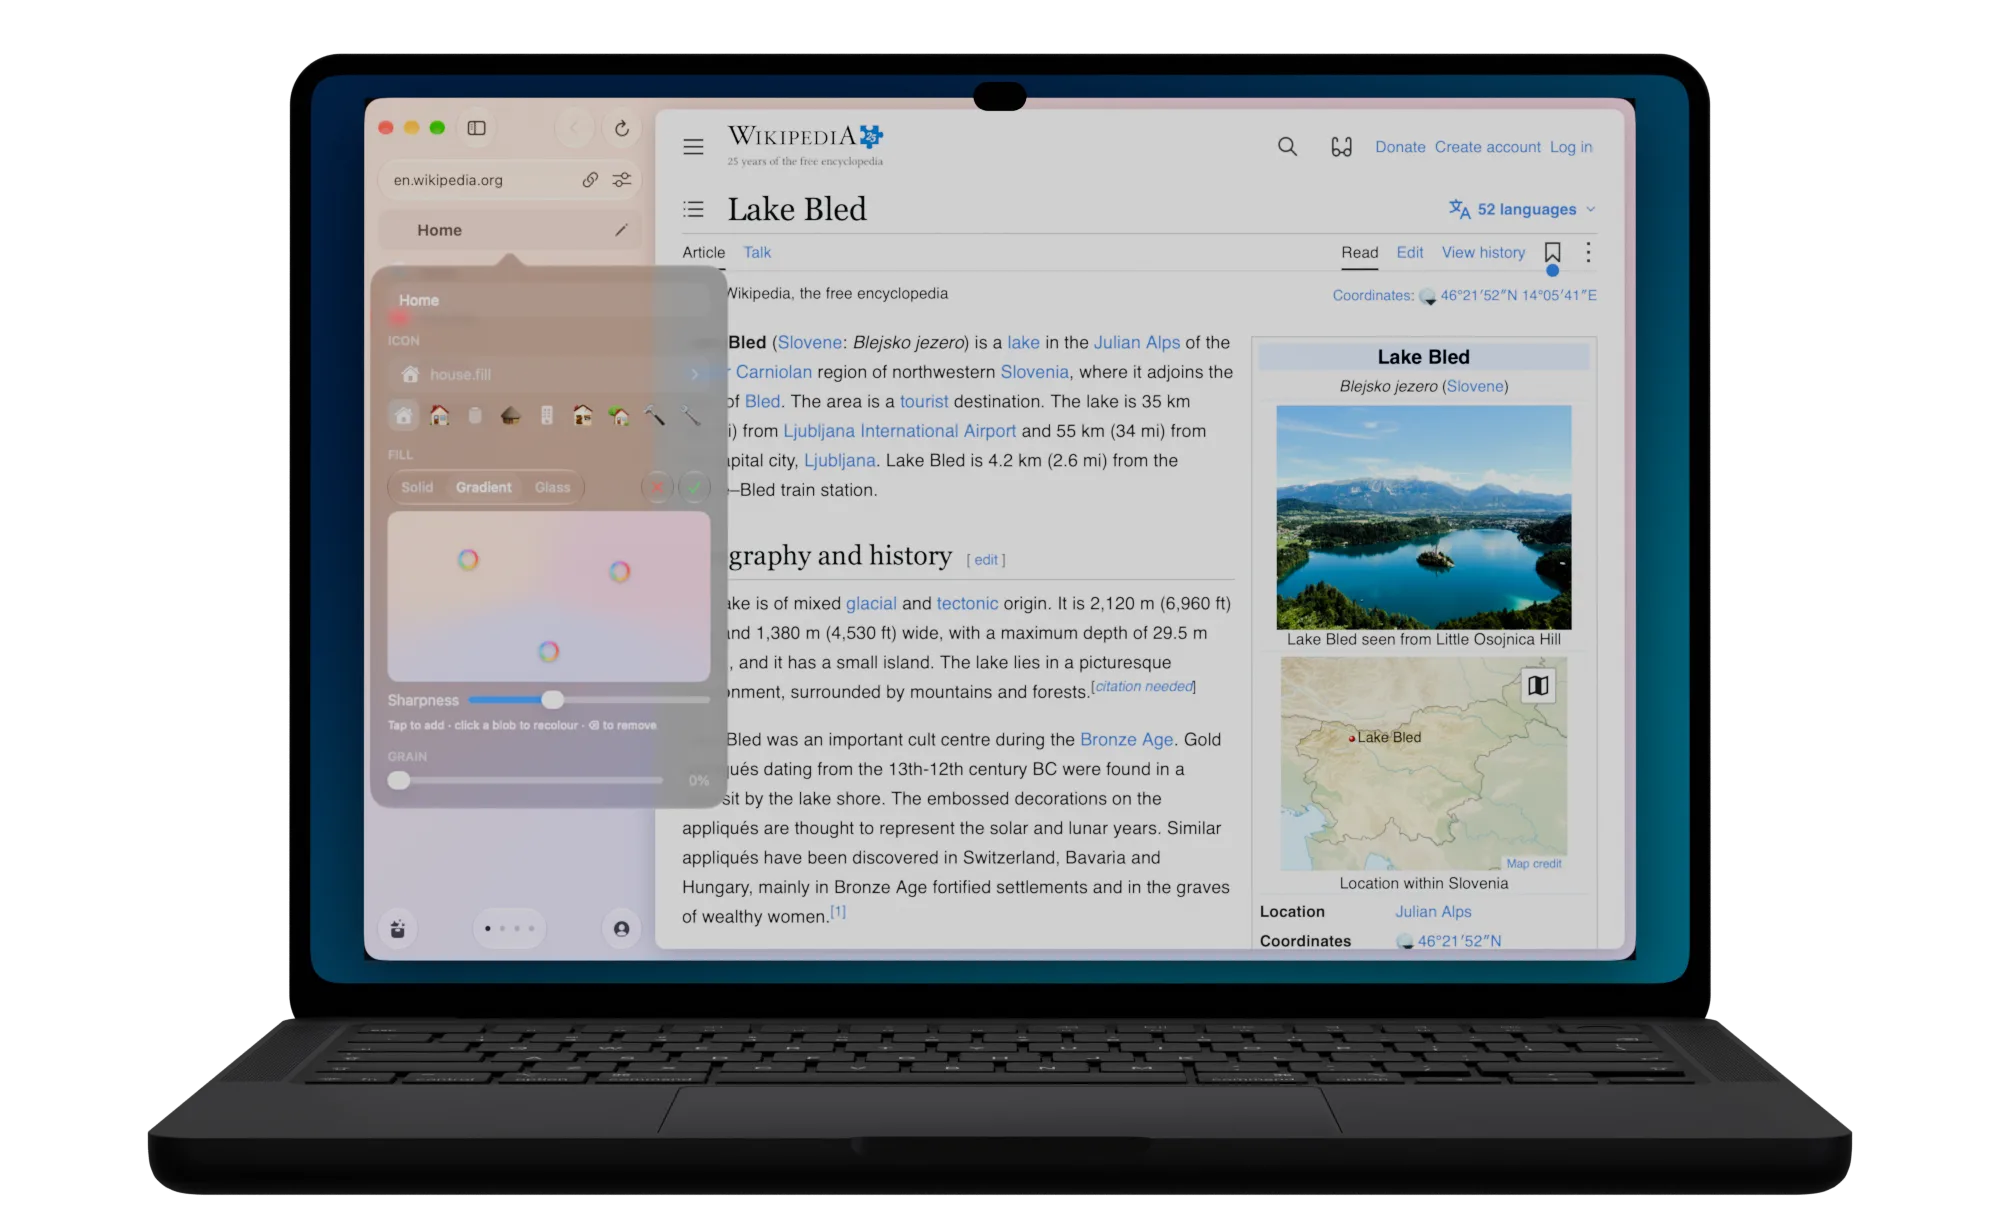 en.wikipedia.org
Home
Home
ICON
house.fill
FILL
Solid Gradient Glass
Sharpness
Tap to add · click a blob to recolour · ⌫ to remove
GRAIN
0%
WIKIPEDIA 25
25 years of the free encyclopedia
Donate Create account Log in
Lake Bled
52 languages
Article Talk
Read Edit View history
Wikipedia, the free encyclopedia
Coordinates: 46°21′52″N 14°05′41″E
Bled (Slovene: Blejsko jezero) is a lake in the Julian Alps of the
Carniolan region of northwestern Slovenia, where it adjoins the
of Bled. The area is a tourist destination. The lake is 35 km
i) from Ljubljana International Airport and 55 km (34 mi) from
apital city, Ljubljana. Lake Bled is 4.2 km (2.6 mi) from the
–Bled train station.
graphy and history [ edit ]
ake is of mixed glacial and tectonic origin. It is 2,120 m (6,960 ft)
and 1,380 m (4,530 ft) wide, with a maximum depth of 29.5 m
, and it has a small island. The lake lies in a picturesque
onment, surrounded by mountains and forests.[citation needed]
Bled was an important cult centre during the Bronze Age. Gold
qués dating from the 13th-12th century BC were found in a
sit by the lake shore. The embossed decorations on the
appliqués are thought to represent the solar and lunar years. Similar
appliqués have been discovered in Switzerland, Bavaria and
Hungary, mainly in Bronze Age fortified settlements and in the graves
of wealthy women.[1]
Lake Bled
Blejsko jezero (Slovene)
Lake Bled seen from Little Osojnica Hill
Lake Bled
Map credit
Location within Slovenia
Location Julian Alps
Coordinates 46°21′52″N
control option command
command option